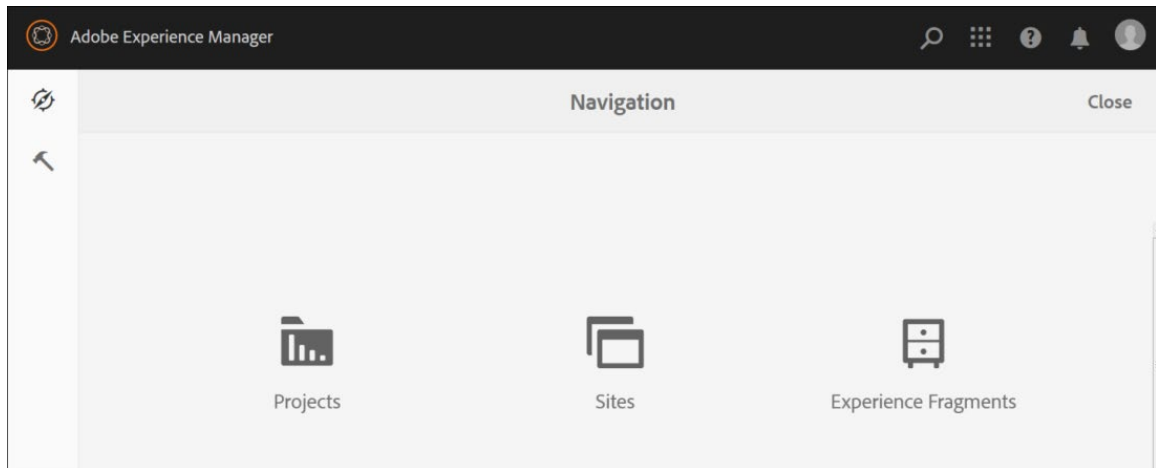 Adobe Experience Manager
Navigation
Close
Projects
Sites
Experience Fragments